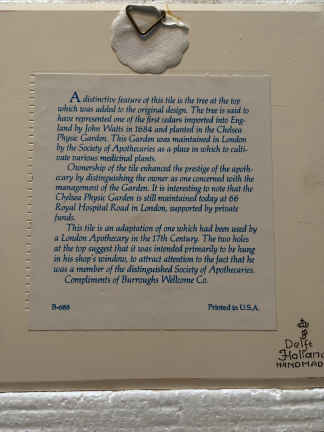 A distinctive feature of this tile is the tree at the top
which was added to the original design. The tree is said to
have represented one of the first cedars imported into Eng-
land by John Watts in 1684 and planted in the Chelsea
Physic Garden. This Garden was maintained in London
by the Society of Apothecaries as a place in which to culti-
vate various medicinal plants.
Ownership of the tile enhanced the prestige of the apoth-
ecary by distinguishing the owner as one concerned with the
management of the Garden. It is interesting to note that the
Chelsea Physic Garden is still maintained today at 66
Royal Hospital Road in London, supported by private
funds.
This tile is an adaptation of one which had been used by
a London Apothecary in the 17th Century. The two holes
at the top suggest that it was intended primarily to be hung
in his shop's window, to attract attention to the fact that he
was a member of the distinguished Society of Apothecaries.
Compliments of Burroughs Wellcome Co.
B-688 Printed in U.S.A.
Delft
Holland
HANDMADE